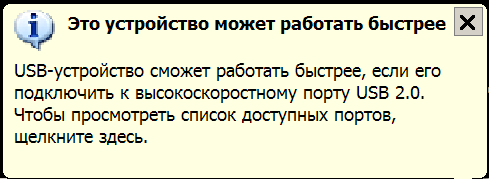 Это устройство может работать быстрее
USB-устройство сможет работать быстрее, если его
подключить к высокоскоростному порту USB 2.0.
Чтобы просмотреть список доступных портов,
щелкните здесь.